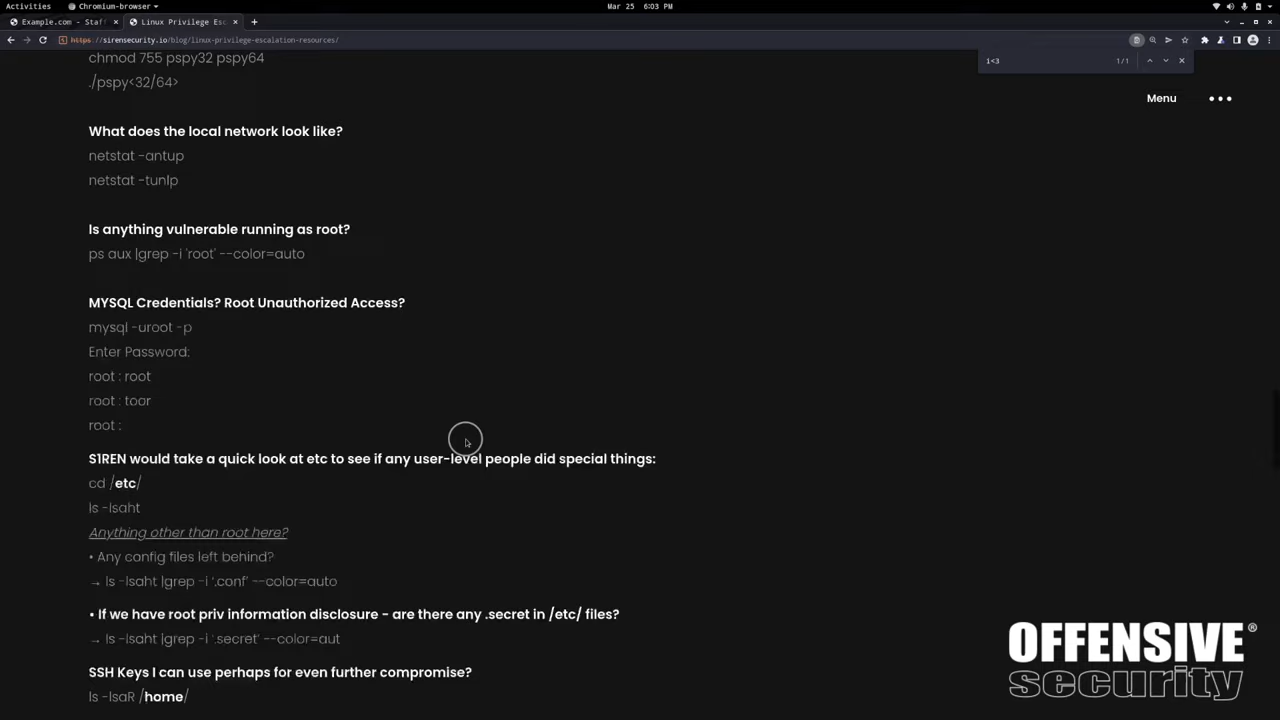 Activities
Chromium-browser
Mar 25 6:03 PM
Example.com - Staf
Linux Privilege Esc
https://sirensecurity.io/blog/linux-privilege-escalation-resources/
i<3
1/1
Menu
chmod 755 pspy32 pspy64
./pspy<32/64>
What does the local network look like?
netstat -antup
netstat -tunlp
Is anything vulnerable running as root?
ps aux |grep -i 'root' --color=auto
MYSQL Credentials? Root Unauthorized Access?
mysql -uroot -p
Enter Password:
root : root
root : toor
root :
S1REN would take a quick look at etc to see if any user-level people did special things:
cd /etc/
ls -lsaht
Anything other than root here?
• Any config files left behind?
→ ls -lsaht |grep -i '.conf' --color=auto
• If we have root priv information disclosure - are there any .secret in /etc/ files?
→ ls -lsaht |grep -i '.secret' --color=aut
SSH Keys I can use perhaps for even further compromise?
ls -lsaR /home/
OFFENSIVE®
security